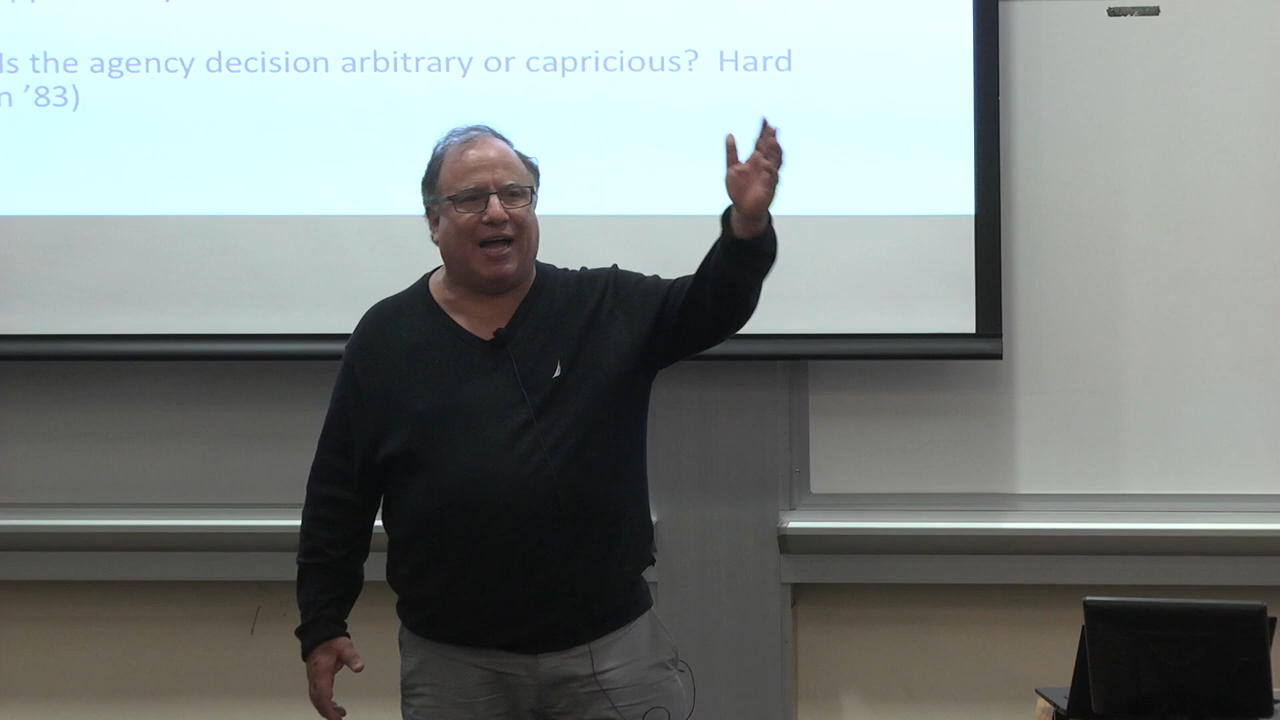 Is the agency decision arbitrary or capricious? Hard
n ’83)